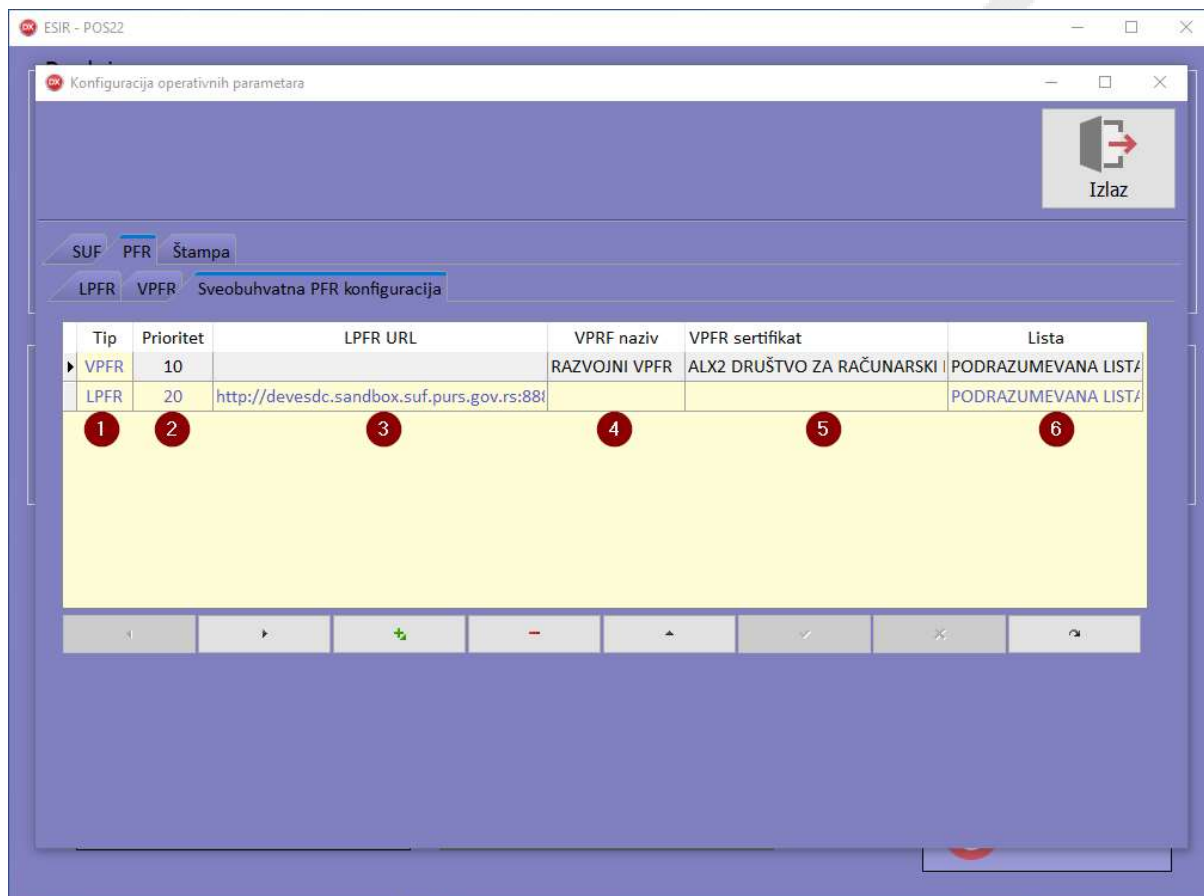 ESIR - POS22
Konfiguracija operativnih parametara
Izlaz
SUF PFR Štampa
LPFR VPFR Sveobuhvatna PFR konfiguracija
Tip Prioritet LPFR URL VPRF naziv VPFR sertifikat Lista
VPFR 10 RAZVOJNI VPFR ALX2 DRUŠTVO ZA RAČUNARSKI PODRAZUMEVANA
LPFR 20 http://devesdc.sandbox.suf.purs.gov.rs:88 PODRAZUMEVANA
1 2 3 4 5 6